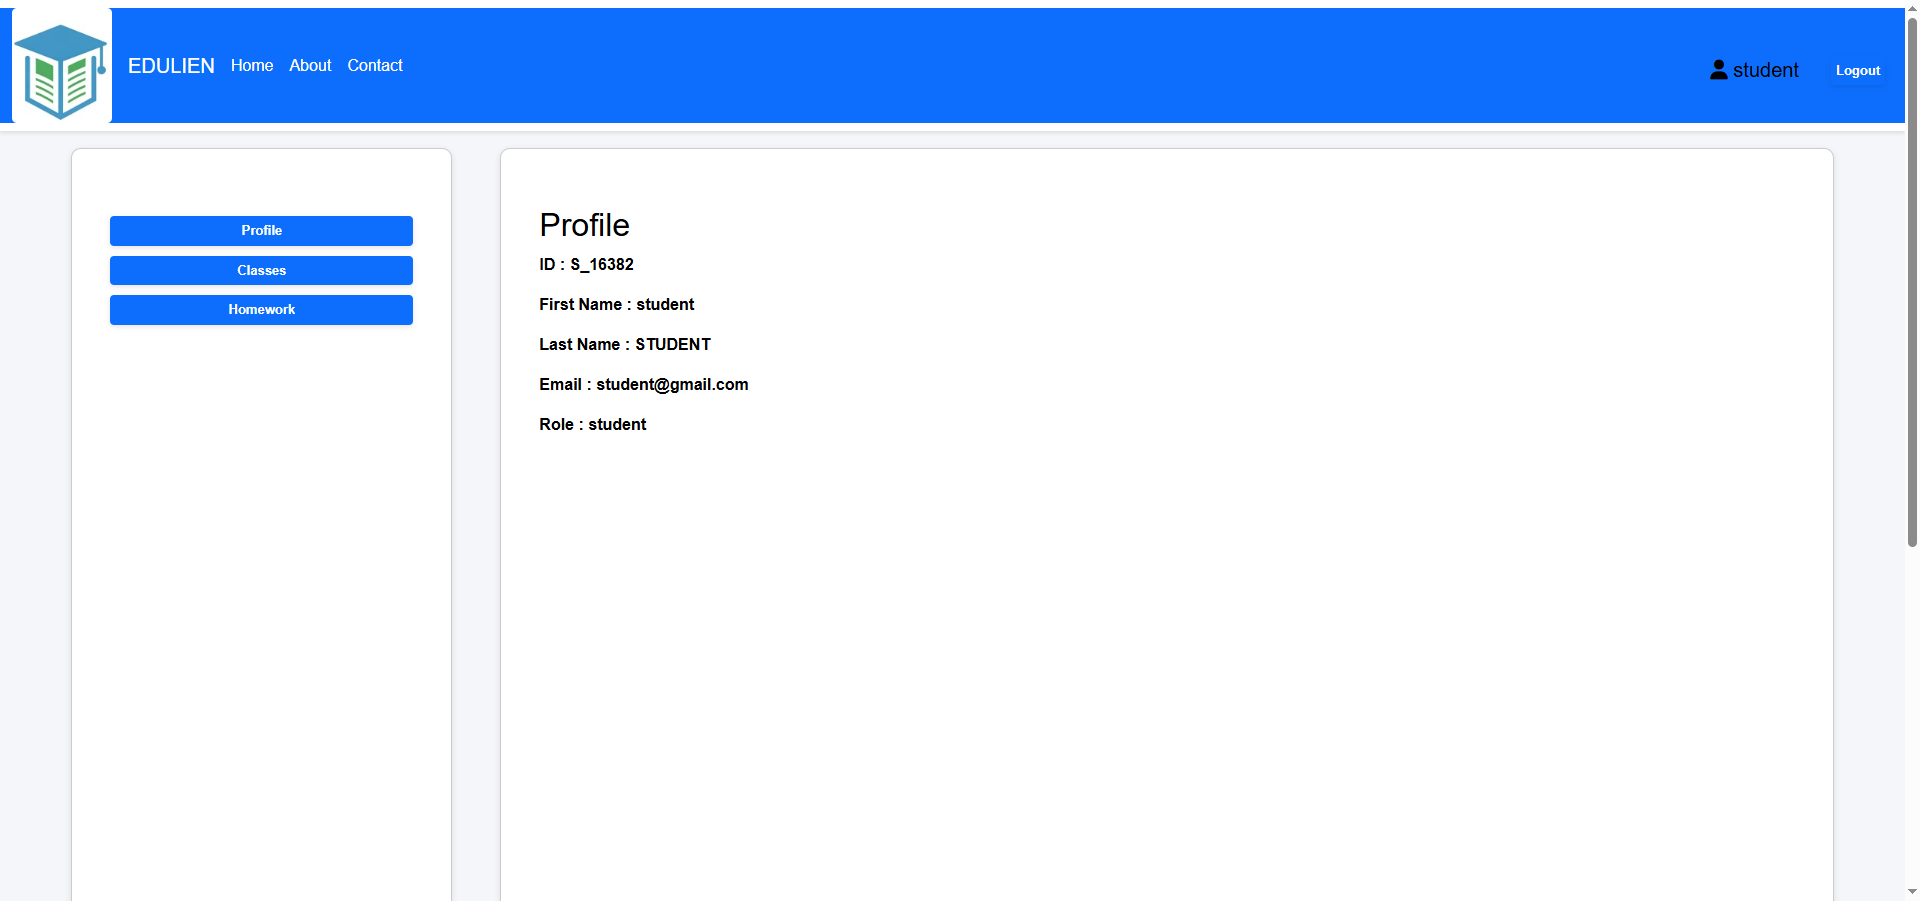 EDULIEN Home About Contact
student Logout
Profile
Classes
Homework
Profile
ID : S_16382
First Name : student
Last Name : STUDENT
Email : student@gmail.com
Role : student